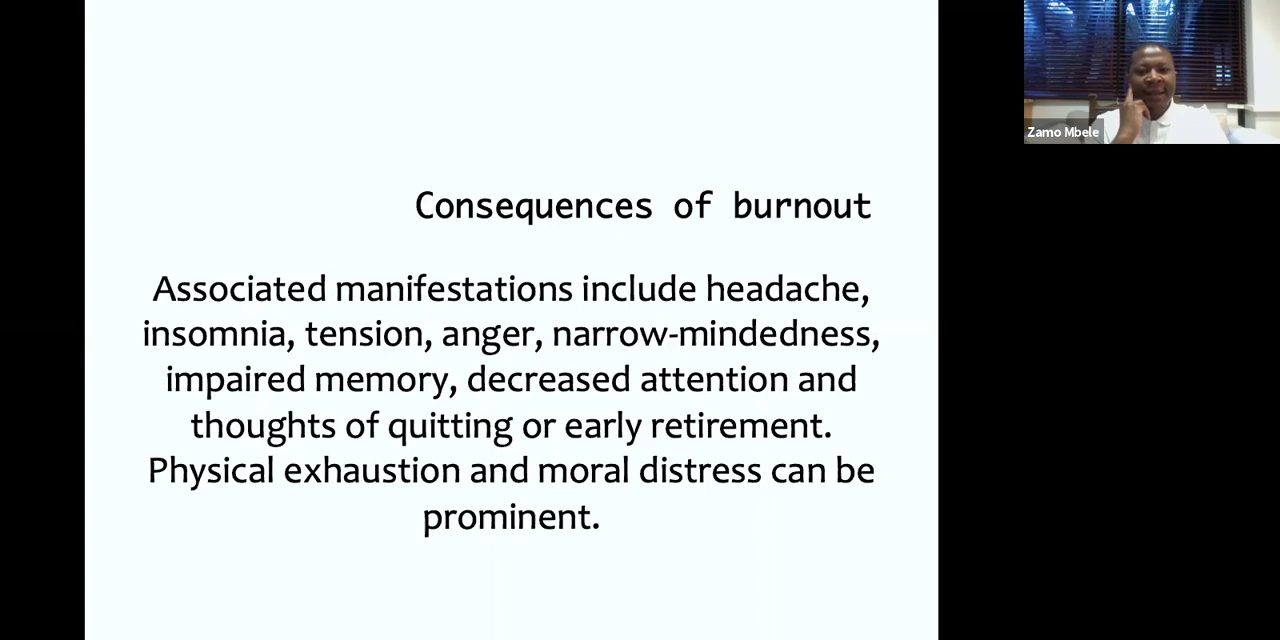 Consequences of burnout
Associated manifestations include headache,
insomnia, tension, anger, narrow-mindedness,
impaired memory, decreased attention and
thoughts of quitting or early retirement.
Physical exhaustion and moral distress can be
prominent.
Zamo Mbele